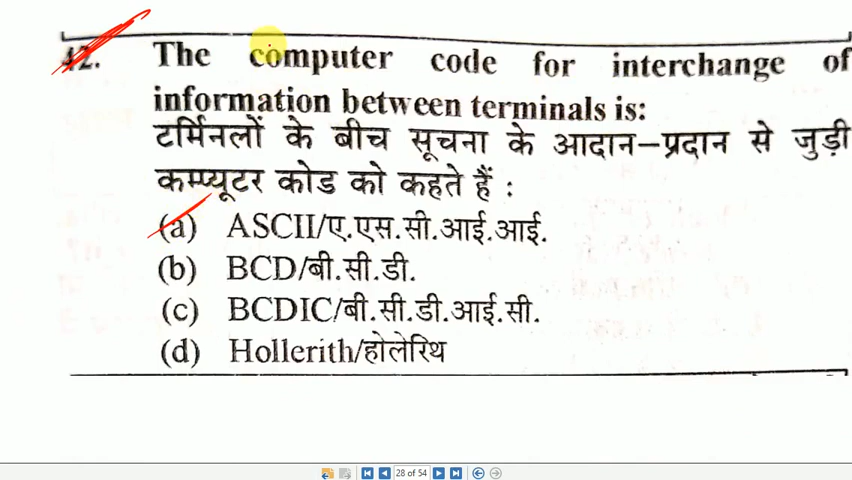 42. The computer code for interchange of
information between terminals is:
टर्मिनलों के बीच सूचना के आदान–प्रदान से जुड़ी
कम्प्यूटर कोड को कहते हैं :
(a) ASCII/ए.एस.सी.आई.आई.
(b) BCD/बी.सी.डी.
(c) BCDIC/बी.सी.डी.आई.सी.
(d) Hollerith/होलेरिथ
28 of 54